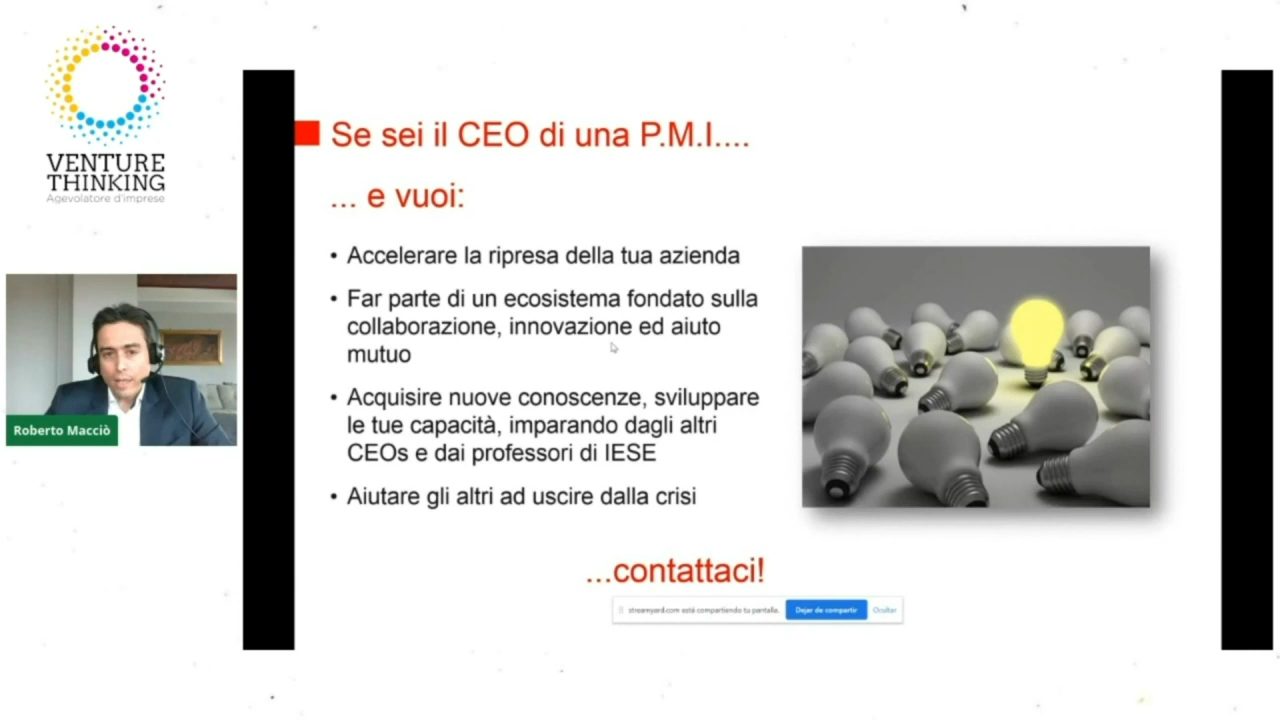 VENTURE
THINKING
Agevolatore d'imprese
Roberto Macciò
Se sei il CEO di una P.M.I....
... e vuoi:
• Accelerare la ripresa della tua azienda
• Far parte di un ecosistema fondato sulla
collaborazione, innovazione ed aiuto
mutuo
• Acquisire nuove conoscenze, sviluppare
le tue capacità, imparando dagli altri
CEOs e dai professori di IESE
• Aiutare gli altri ad uscire dalla crisi
...contattaci!
streamyard.com está compartiendo tu pantalla.
Dejar de compartir
Ocultar